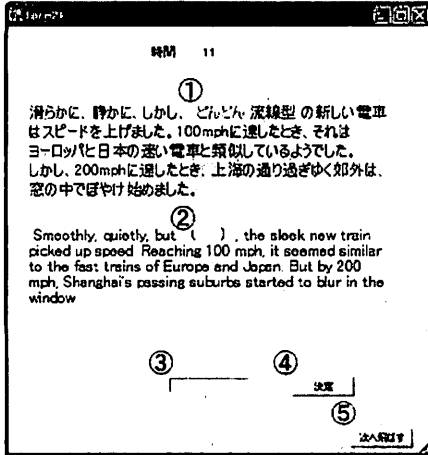 Form24
時間 11
①
滑らかに、静かに、しかし、どんどん 流線型 の新しい電車
はスピードを上げました。100mphに達したとき、それは
ヨーロッパと日本の速い電車と類似しているようでした。
しかし、200mphに達したとき、上海の通り過ぎゆく郊外は、
窓の中でぼやけ 始めました。
②
Smoothly, quietly, but ( ) , the sleek new train
picked up speed Reaching 100 mph, it seemed similar
to the fast trains of Europe and Japan. But by 200
mph, Shanghai's passing suburbs started to blur in the
window
③ ④
決定
⑤
次へ飛ばす